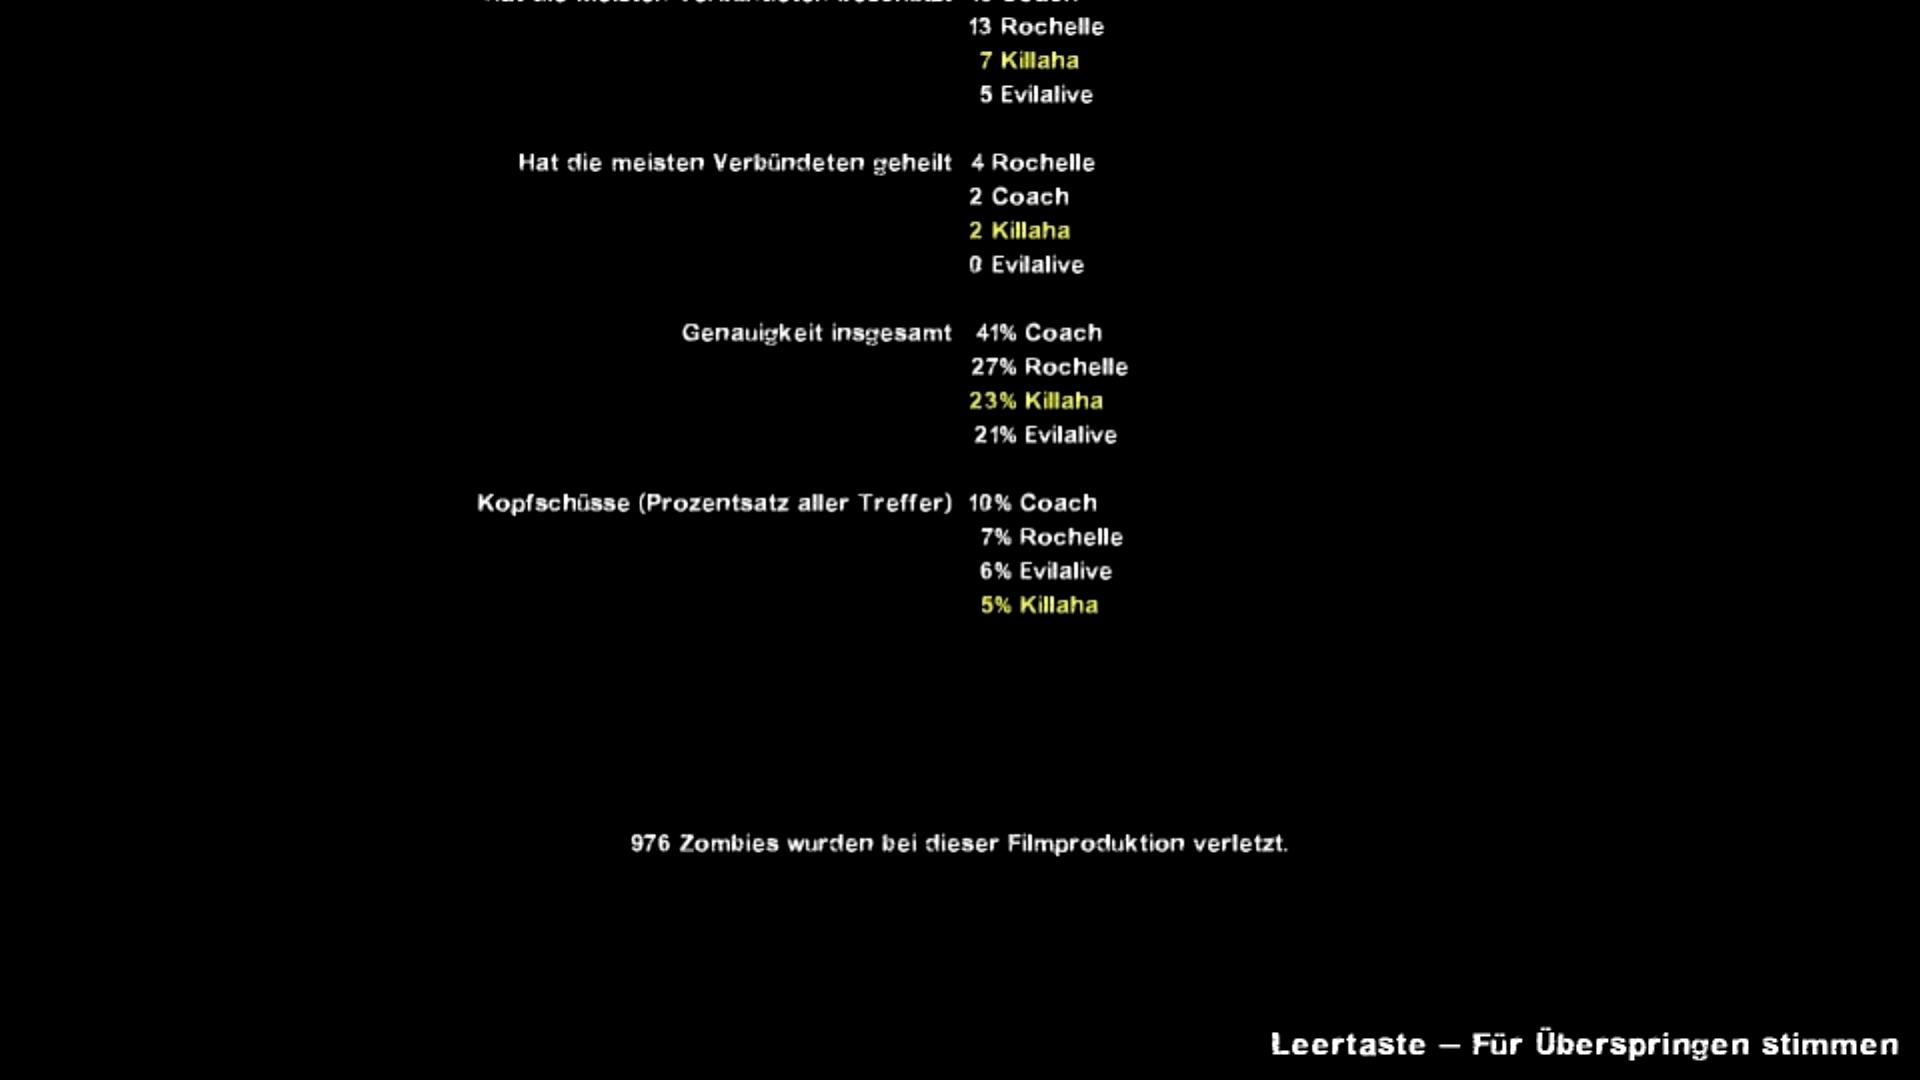 13 Rochelle
7 Killaha
5 Evilalive
Hat die meisten Verbündeten geheilt 4 Rochelle
2 Coach
2 Killaha
0 Evilalive
Genauigkeit insgesamt 41% Coach
27% Rochelle
23% Killaha
21% Evilalive
Kopfschüsse (Prozentsatz aller Treffer) 10% Coach
7% Rochelle
6% Evilalive
5% Killaha
976 Zombies wurden bei dieser Filmproduktion verletzt.
Leertaste – Für Überspringen stimmen